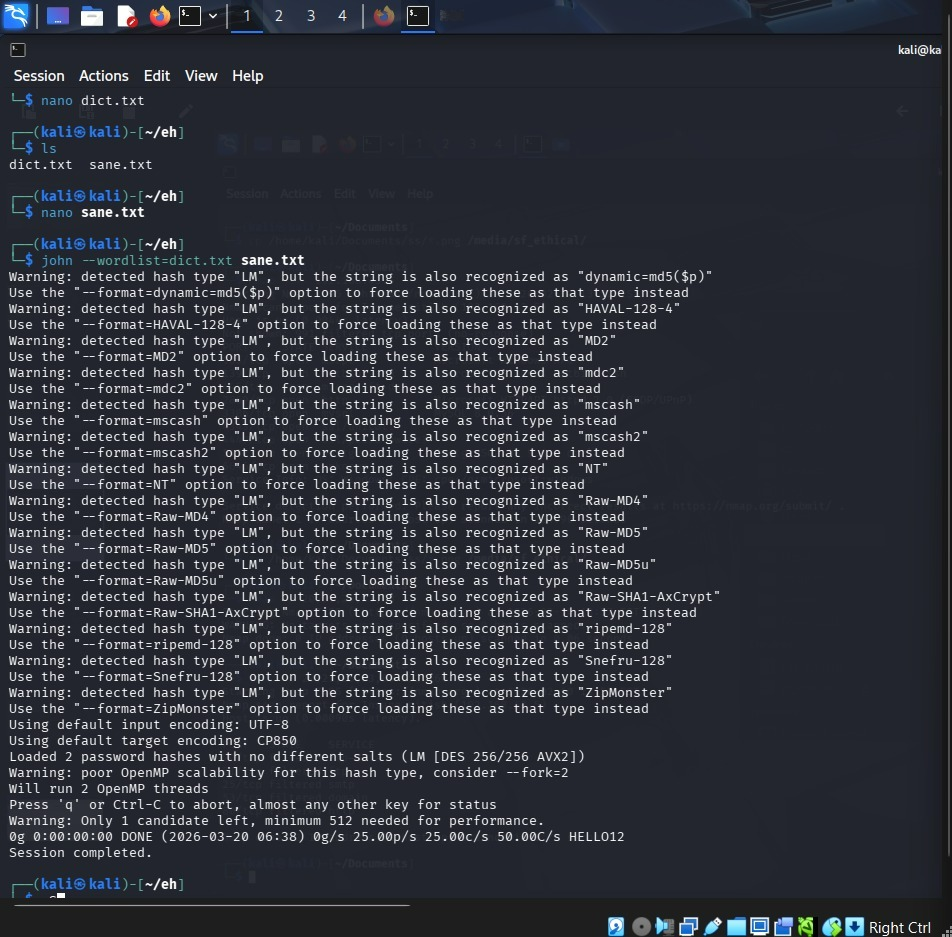 1 2 3 4
kali@ka
Session Actions Edit View Help
└─$ nano dict.txt
┌──(kali㉿kali)-[~/eh]
└─$ ls
dict.txt  sane.txt
┌──(kali㉿kali)-[~/eh]
└─$ nano sane.txt
┌──(kali㉿kali)-[~/eh]
└─$ john --wordlist=dict.txt sane.txt
Warning: detected hash type "LM", but the string is also recognized as "dynamic=md5($p)"
Use the "--format=dynamic=md5($p)" option to force loading these as that type instead
Warning: detected hash type "LM", but the string is also recognized as "HAVAL-128-4"
Use the "--format=HAVAL-128-4" option to force loading these as that type instead
Warning: detected hash type "LM", but the string is also recognized as "MD2"
Use the "--format=MD2" option to force loading these as that type instead
Warning: detected hash type "LM", but the string is also recognized as "mdc2"
Use the "--format=mdc2" option to force loading these as that type instead
Warning: detected hash type "LM", but the string is also recognized as "mscash"
Use the "--format=mscash" option to force loading these as that type instead
Warning: detected hash type "LM", but the string is also recognized as "mscash2"
Use the "--format=mscash2" option to force loading these as that type instead
Warning: detected hash type "LM", but the string is also recognized as "NT"
Use the "--format=NT" option to force loading these as that type instead
Warning: detected hash type "LM", but the string is also recognized as "Raw-MD4"
Use the "--format=Raw-MD4" option to force loading these as that type instead
Warning: detected hash type "LM", but the string is also recognized as "Raw-MD5"
Use the "--format=Raw-MD5" option to force loading these as that type instead
Warning: detected hash type "LM", but the string is also recognized as "Raw-MD5u"
Use the "--format=Raw-MD5u" option to force loading these as that type instead
Warning: detected hash type "LM", but the string is also recognized as "Raw-SHA1-AxCrypt"
Use the "--format=Raw-SHA1-AxCrypt" option to force loading these as that type instead
Warning: detected hash type "LM", but the string is also recognized as "ripemd-128"
Use the "--format=ripemd-128" option to force loading these as that type instead
Warning: detected hash type "LM", but the string is also recognized as "Snefru-128"
Use the "--format=Snefru-128" option to force loading these as that type instead
Warning: detected hash type "LM", but the string is also recognized as "ZipMonster"
Use the "--format=ZipMonster" option to force loading these as that type instead
Using default input encoding: UTF-8
Using default target encoding: CP850
Loaded 2 password hashes with no different salts (LM [DES 256/256 AVX2])
Warning: poor OpenMP scalability for this hash type, consider --fork=2
Will run 2 OpenMP threads
Press 'q' or Ctrl-C to abort, almost any other key for status
Warning: Only 1 candidate left, minimum 512 needed for performance.
0g 0:00:00:00 DONE (2026-03-20 06:38) 0g/s 25.00p/s 25.00c/s 50.00C/s HELLO12
Session completed.
┌──(kali㉿kali)-[~/eh]
Right Ctrl